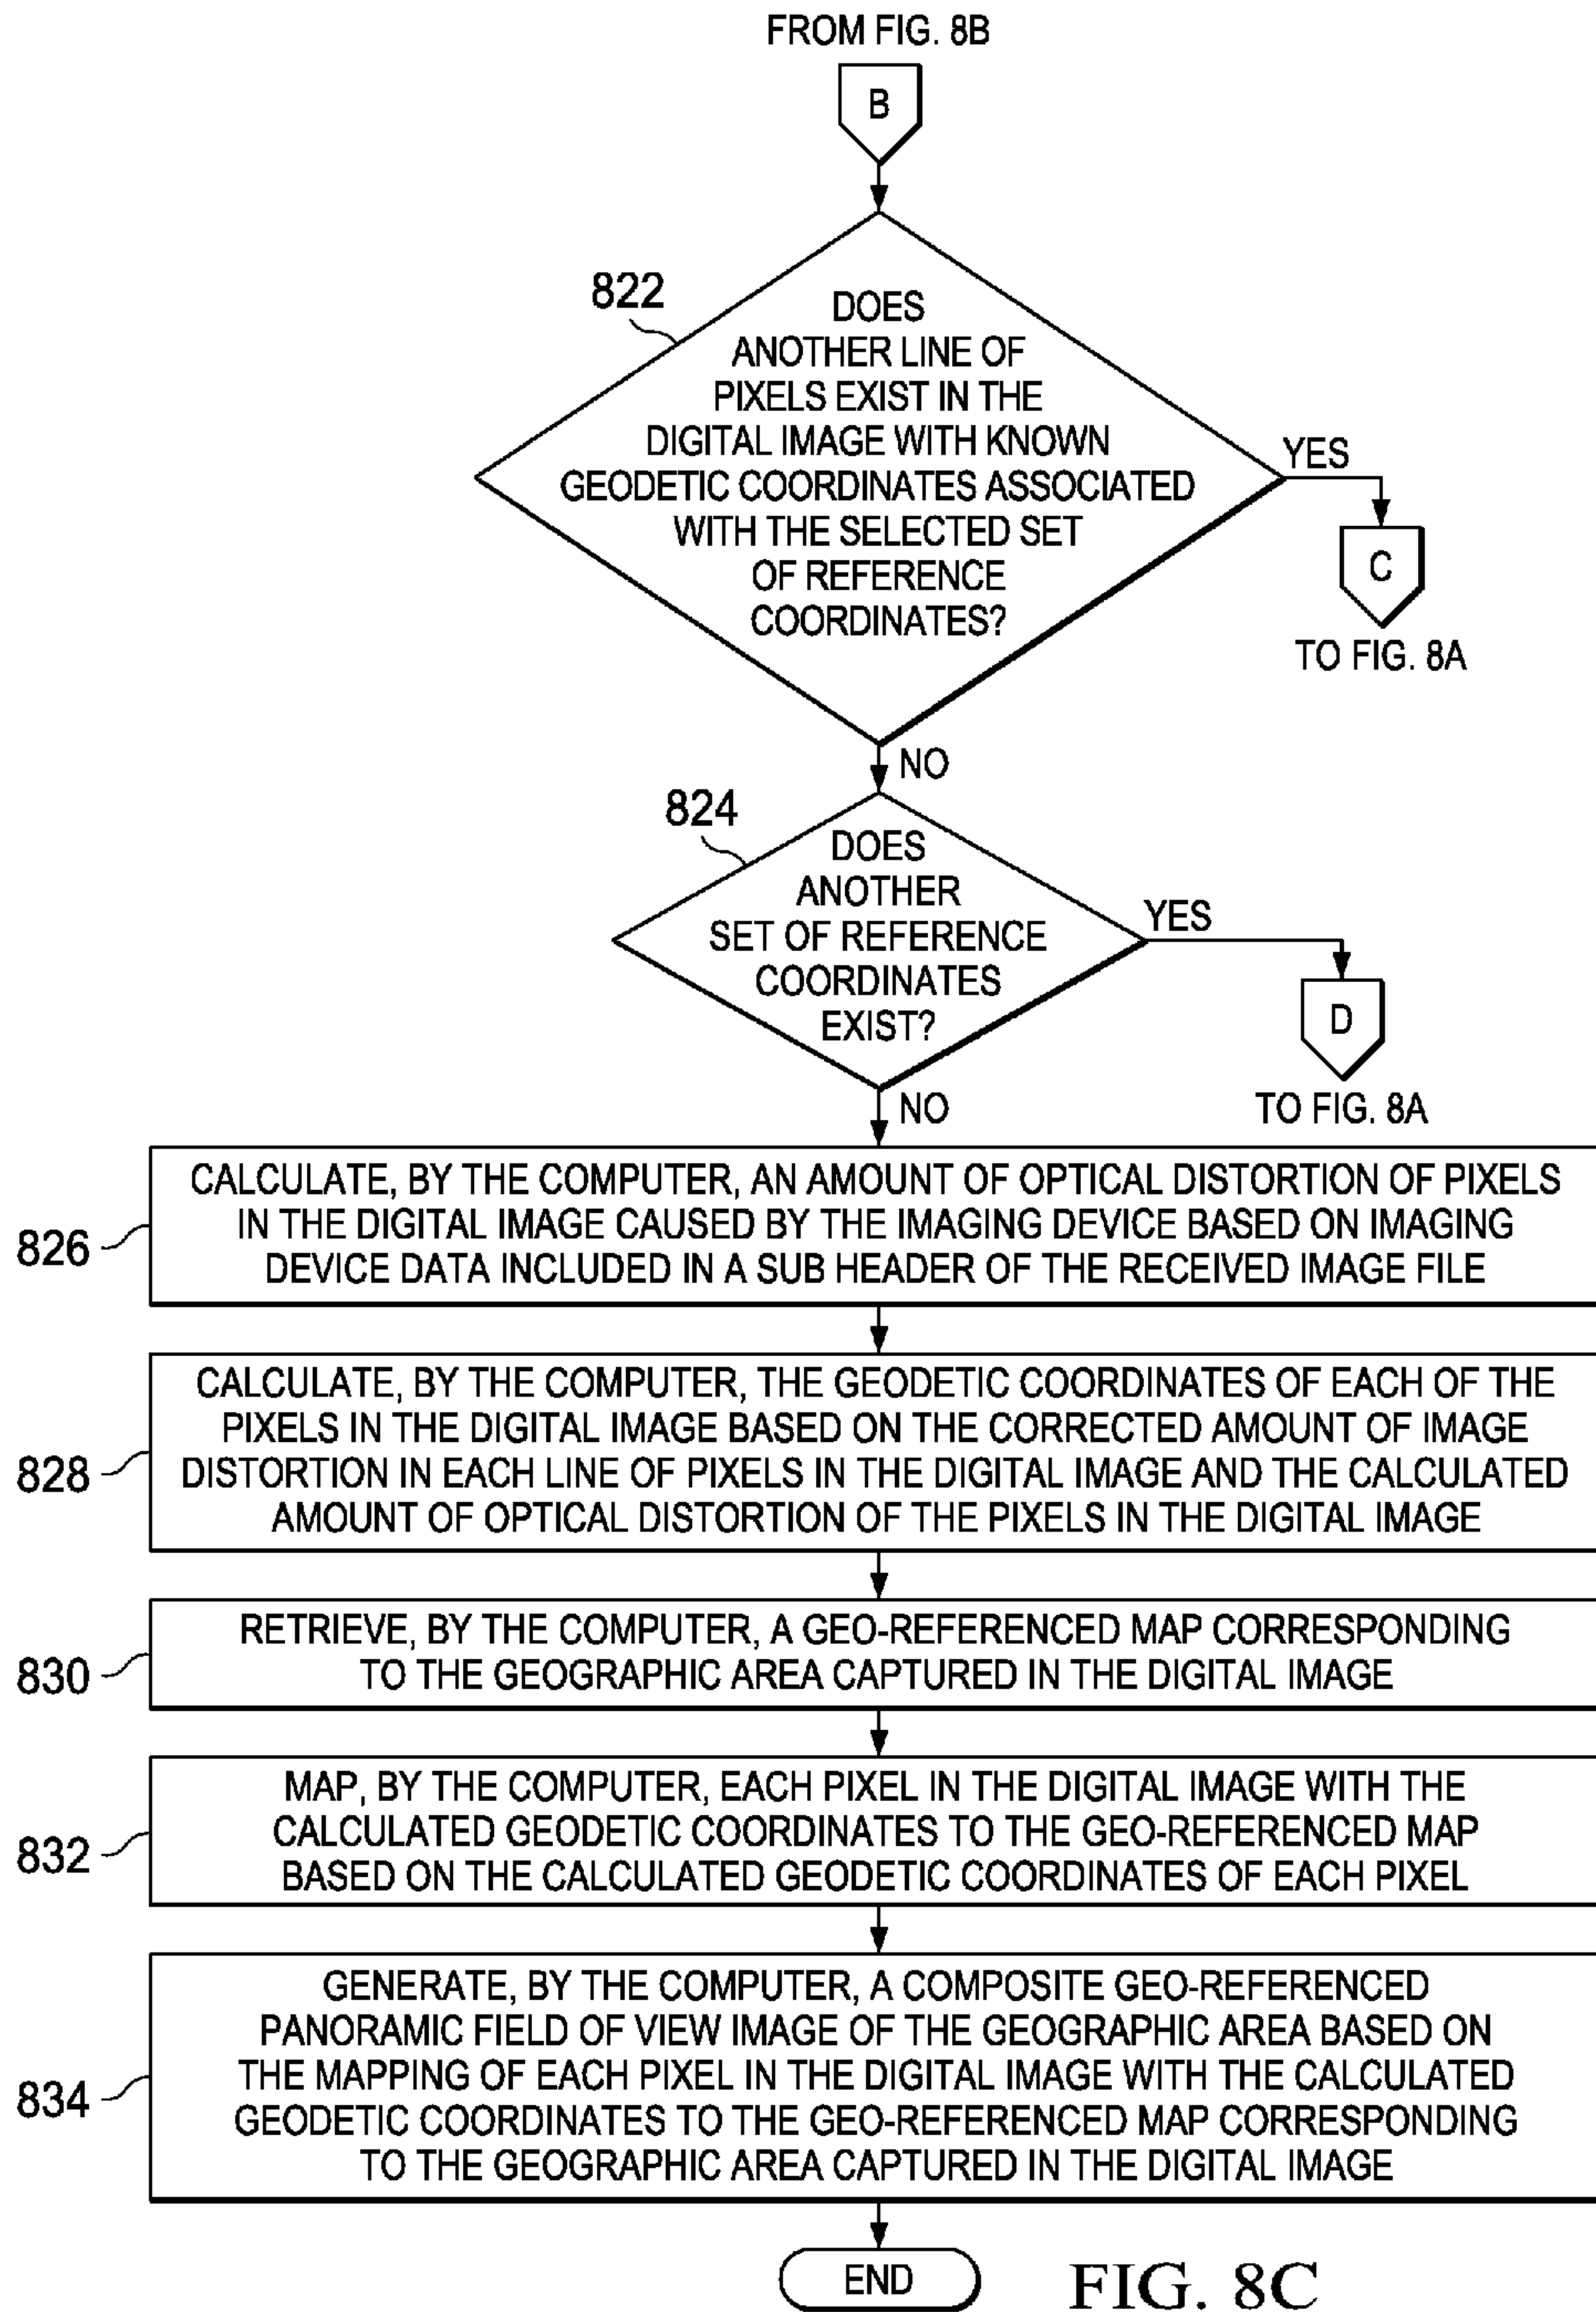 FROM FIG. 8B
B
822
DOES
ANOTHER LINE OF
PIXELS EXIST IN THE
DIGITAL IMAGE WITH KNOWN
GEODETIC COORDINATES ASSOCIATED
WITH THE SELECTED SET
OF REFERENCE
COORDINATES?
YES
C
TO FIG. 8A
NO
824
DOES
ANOTHER
SET OF REFERENCE
COORDINATES
EXIST?
YES
D
TO FIG. 8A
NO
826
CALCULATE, BY THE COMPUTER, AN AMOUNT OF OPTICAL DISTORTION OF PIXELS
IN THE DIGITAL IMAGE CAUSED BY THE IMAGING DEVICE BASED ON IMAGING
DEVICE DATA INCLUDED IN A SUB HEADER OF THE RECEIVED IMAGE FILE
828
CALCULATE, BY THE COMPUTER, THE GEODETIC COORDINATES OF EACH OF THE
PIXELS IN THE DIGITAL IMAGE BASED ON THE CORRECTED AMOUNT OF IMAGE
DISTORTION IN EACH LINE OF PIXELS IN THE DIGITAL IMAGE AND THE CALCULATED
AMOUNT OF OPTICAL DISTORTION OF THE PIXELS IN THE DIGITAL IMAGE
830
RETRIEVE, BY THE COMPUTER, A GEO-REFERENCED MAP CORRESPONDING
TO THE GEOGRAPHIC AREA CAPTURED IN THE DIGITAL IMAGE
832
MAP, BY THE COMPUTER, EACH PIXEL IN THE DIGITAL IMAGE WITH THE
CALCULATED GEODETIC COORDINATES TO THE GEO-REFERENCED MAP
BASED ON THE CALCULATED GEODETIC COORDINATES OF EACH PIXEL
834
GENERATE, BY THE COMPUTER, A COMPOSITE GEO-REFERENCED
PANORAMIC FIELD OF VIEW IMAGE OF THE GEOGRAPHIC AREA BASED ON
THE MAPPING OF EACH PIXEL IN THE DIGITAL IMAGE WITH THE CALCULATED
GEODETIC COORDINATES TO THE GEO-REFERENCED MAP CORRESPONDING
TO THE GEOGRAPHIC AREA CAPTURED IN THE DIGITAL IMAGE
END
FIG. 8C